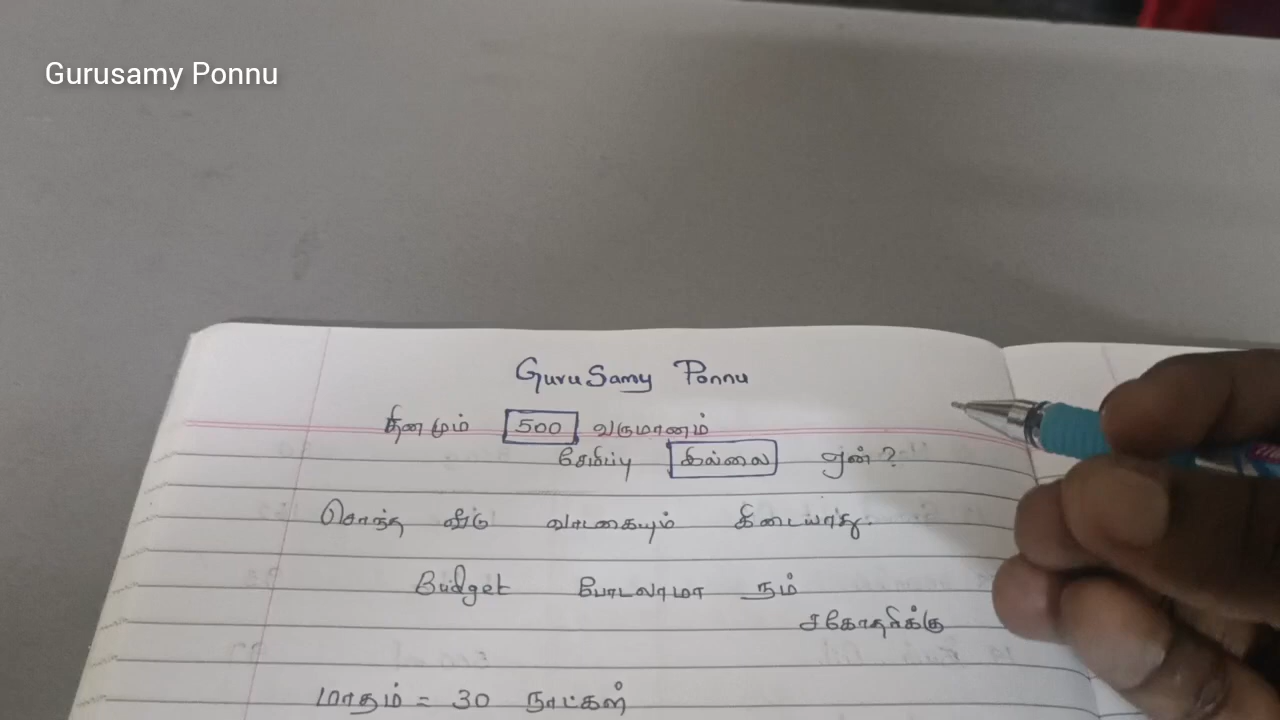 Gurusamy Ponnu
GuruSamy Ponnu
தினமும் 500 வருமானம்
சேமிப்பு இல்லை ஏன்?
சொந்த வீடு வாடகையும் கிடையாது.
Budget போடலாமா நம்
சகோதரிக்கு
மாதம் = 30 நாட்கள்